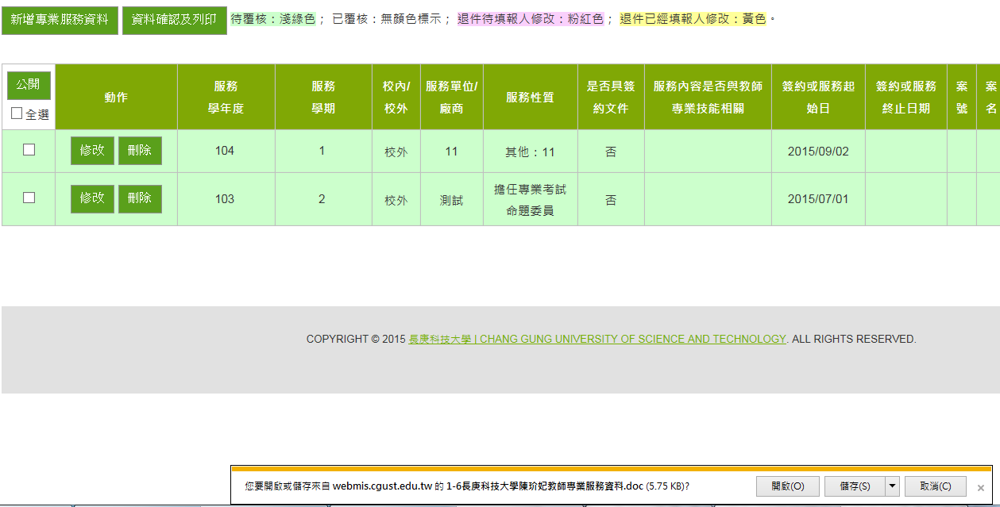 新增專業服務資料 資料確認及列印 待覆核：淺綠色； 已覆核：無顏色標示； 退件待填報人修改：粉紅色； 退件已經填報人修改：黃色。
公開
全選
動作
服務
學年度
服務
學期
校內/
校外
服務單位/
廠商
服務性質
是否具簽
約文件
服務內容是否與教師
專業技能相關
簽約或服務起
始日
簽約或服務
終止日期
案
號
案
名
修改 刪除 104 1 校外 11 其他：11 否 2015/09/02
修改 刪除 103 2 校外 測試 擔任專業考試
命題委員 否 2015/07/01
COPYRIGHT © 2015 長庚科技大學 | CHANG GUNG UNIVERSITY OF SCIENCE AND TECHNOLOGY. ALL RIGHTS RESERVED.
您要開啟或儲存來自 webmis.cgust.edu.tw 的 1-6長庚科技大學陳玠妃教師專業服務資料.doc (5.75 KB)? 開啟(O) 儲存(S) 取消(C)